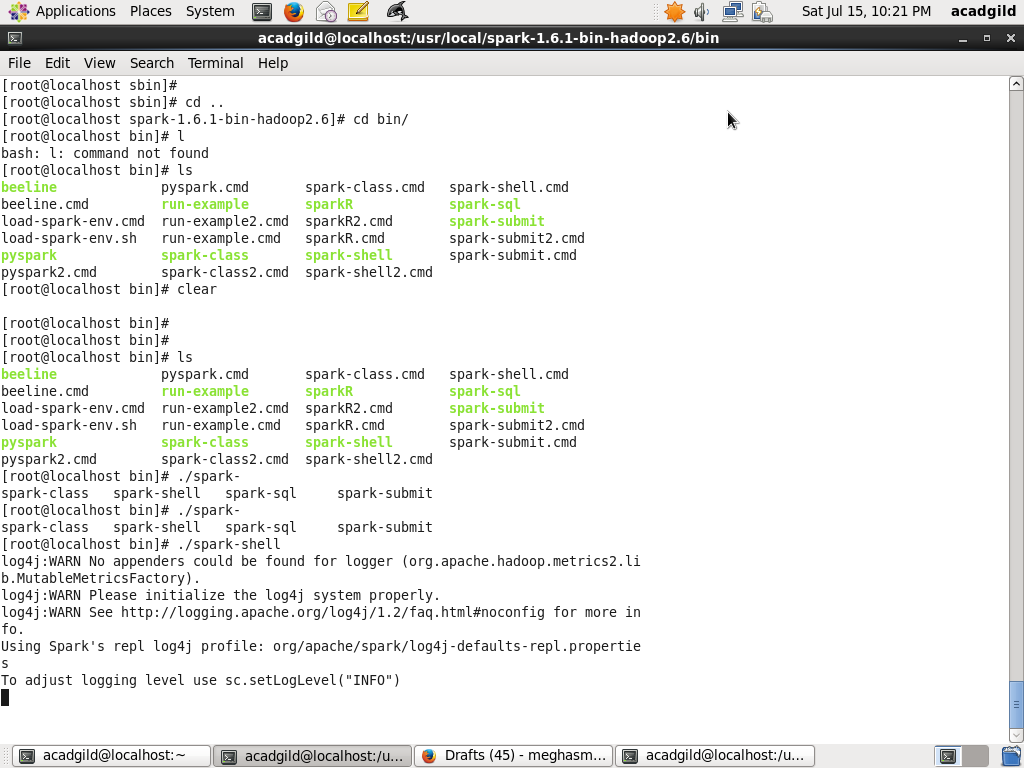 Applications Places System Sat Jul 15, 10:21 PM acadgild
acadgild@localhost:/usr/local/spark-1.6.1-bin-hadoop2.6/bin
File Edit View Search Terminal Help
[root@localhost sbin]#
[root@localhost sbin]# cd ..
[root@localhost spark-1.6.1-bin-hadoop2.6]# cd bin/
[root@localhost bin]# l
bash: l: command not found
[root@localhost bin]# ls
beeline pyspark.cmd spark-class.cmd spark-shell.cmd
beeline.cmd run-example sparkR spark-sql
load-spark-env.cmd run-example2.cmd sparkR2.cmd spark-submit
load-spark-env.sh run-example.cmd sparkR.cmd spark-submit2.cmd
pyspark spark-class spark-shell spark-submit.cmd
pyspark2.cmd spark-class2.cmd spark-shell2.cmd
[root@localhost bin]# clear
[root@localhost bin]#
[root@localhost bin]#
[root@localhost bin]# ls
beeline pyspark.cmd spark-class.cmd spark-shell.cmd
beeline.cmd run-example sparkR spark-sql
load-spark-env.cmd run-example2.cmd sparkR2.cmd spark-submit
load-spark-env.sh run-example.cmd sparkR.cmd spark-submit2.cmd
pyspark spark-class spark-shell spark-submit.cmd
pyspark2.cmd spark-class2.cmd spark-shell2.cmd
[root@localhost bin]# ./spark-
spark-class spark-shell spark-sql spark-submit
[root@localhost bin]# ./spark-
spark-class spark-shell spark-sql spark-submit
[root@localhost bin]# ./spark-shell
log4j:WARN No appenders could be found for logger (org.apache.hadoop.metrics2.li
b.MutableMetricsFactory).
log4j:WARN Please initialize the log4j system properly.
log4j:WARN See http://logging.apache.org/log4j/1.2/faq.html#noconfig for more in
fo.
Using Spark's repl log4j profile: org/apache/spark/log4j-defaults-repl.propertie
s
To adjust logging level use sc.setLogLevel("INFO")
acadgild@localhost:~ acadgild@localhost:/u... Drafts (45) - meghasm... acadgild@localhost:/u...